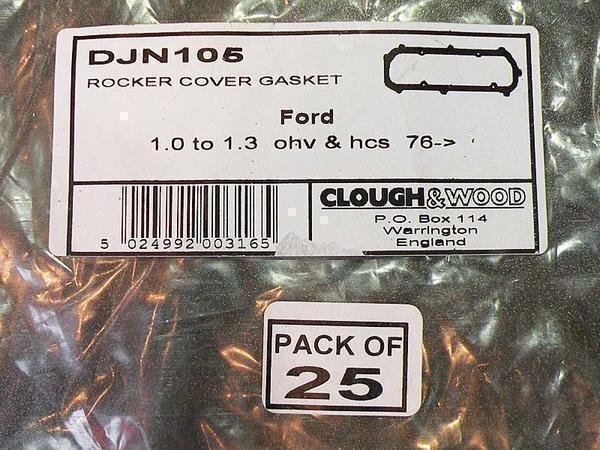 DJN105
ROCKER COVER GASKET
Ford
1.0 to 1.3 ohv & hcs 76->
5 024992 003165
CLOUGH&WOOD
P.O. Box 114
Warrington
England
PACK OF
25